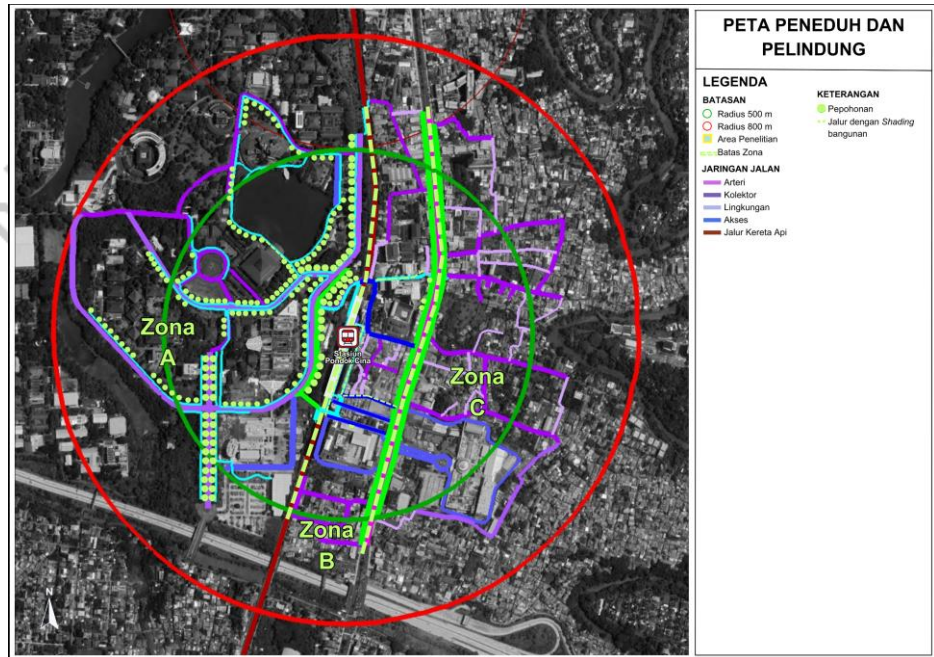 PETA PENEDUH DAN
PELINDUNG
LEGENDA
BATASAN
Radius 500 m
Radius 800 m
Area Penelitian
Batas Zona
JARINGAN JALAN
Arteri
Kolektor
Lingkungan
Akses
Jalur Kereta Api
KETERANGAN
Pepohonan
Jalur dengan Shading
bangunan
Zona
A
Stasiun
Pondok Cina
Zona
C
Zona
B
N